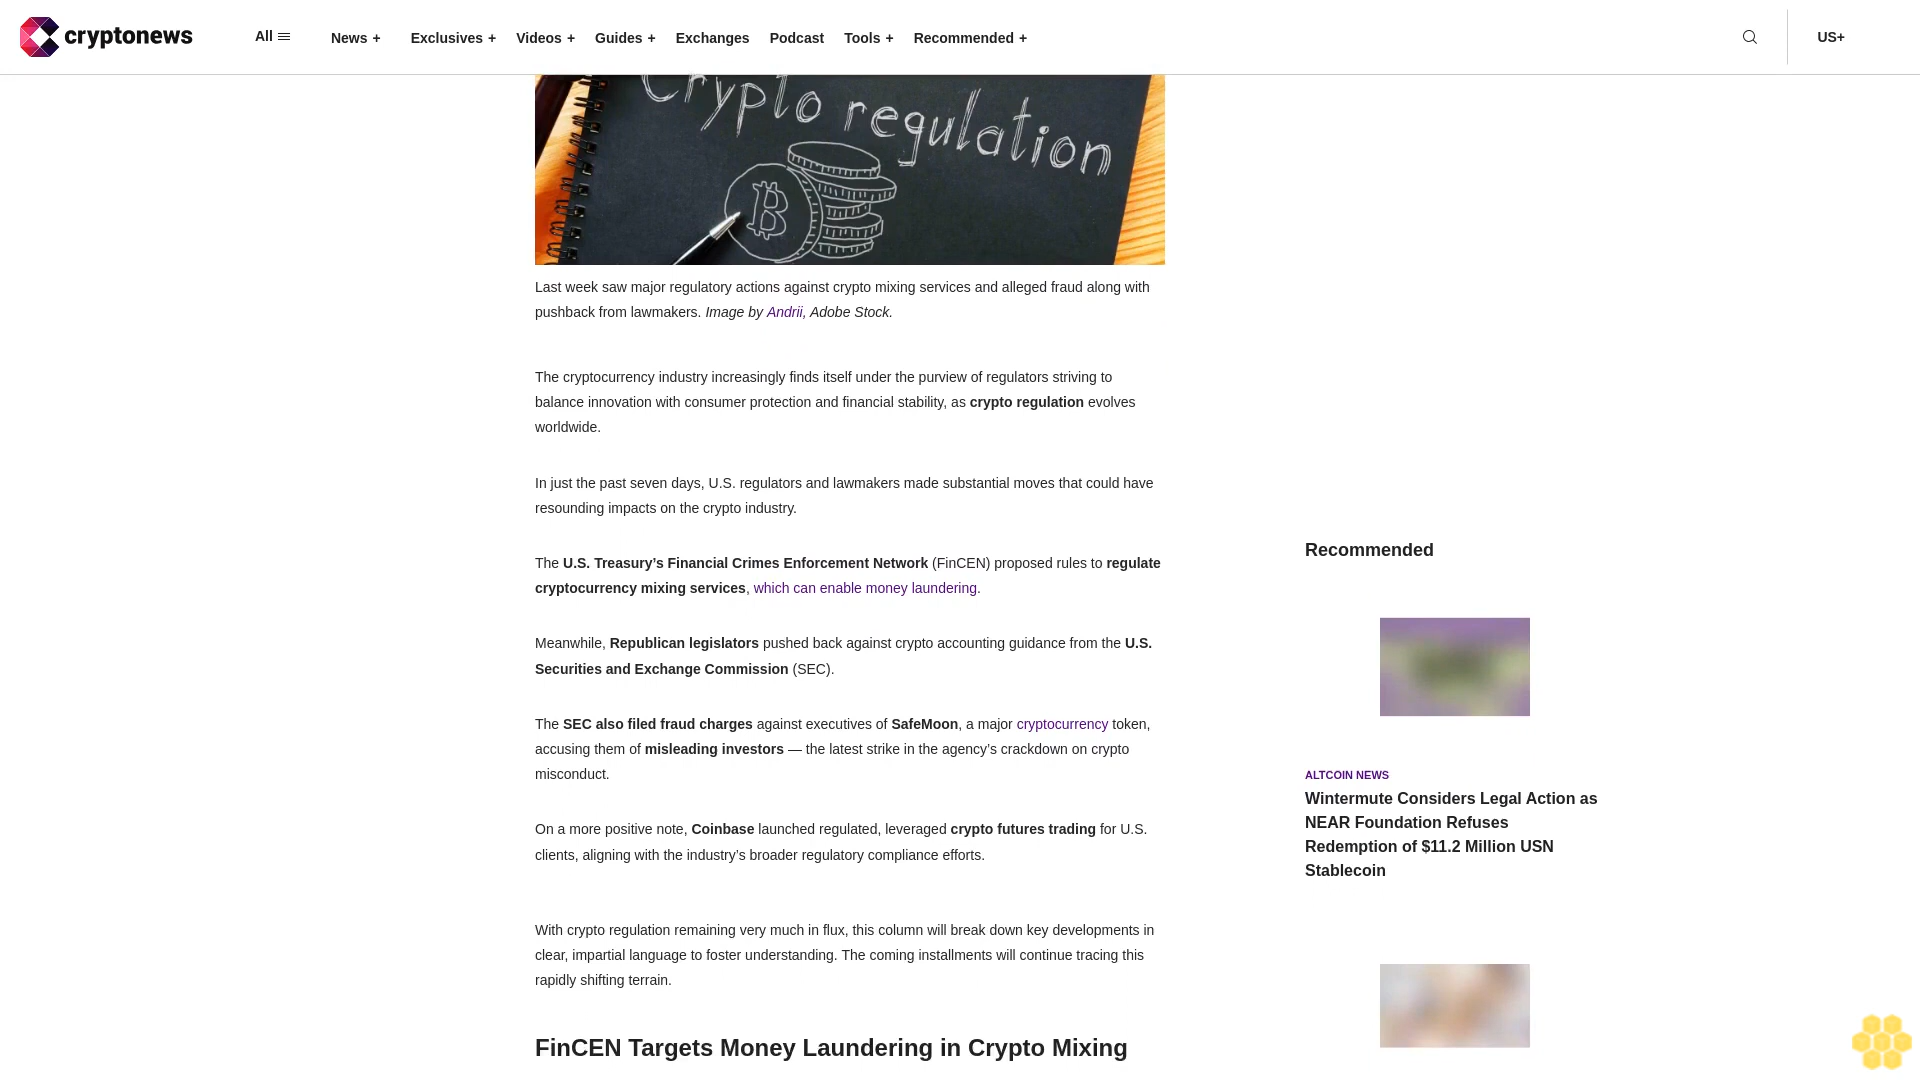 cryptonews
All
News +
Exclusives +
Videos +
Guides +
Exchanges
Podcast
Tools +
Recommended +
US+
Crypto regulation
Last week saw major regulatory actions against crypto mixing services and alleged fraud along with
pushback from lawmakers. Image by Andrii, Adobe Stock.
The cryptocurrency industry increasingly finds itself under the purview of regulators striving to
balance innovation with consumer protection and financial stability, as crypto regulation evolves
worldwide.
In just the past seven days, U.S. regulators and lawmakers made substantial moves that could have
resounding impacts on the crypto industry.
The U.S. Treasury’s Financial Crimes Enforcement Network (FinCEN) proposed rules to regulate
cryptocurrency mixing services, which can enable money laundering.
Meanwhile, Republican legislators pushed back against crypto accounting guidance from the U.S.
Securities and Exchange Commission (SEC).
The SEC also filed fraud charges against executives of SafeMoon, a major cryptocurrency token,
accusing them of misleading investors — the latest strike in the agency’s crackdown on crypto
misconduct.
On a more positive note, Coinbase launched regulated, leveraged crypto futures trading for U.S.
clients, aligning with the industry’s broader regulatory compliance efforts.
With crypto regulation remaining very much in flux, this column will break down key developments in
clear, impartial language to foster understanding. The coming installments will continue tracing this
rapidly shifting terrain.
FinCEN Targets Money Laundering in Crypto Mixing
Recommended
ALTCOIN NEWS
Wintermute Considers Legal Action as
NEAR Foundation Refuses
Redemption of $11.2 Million USN
Stablecoin